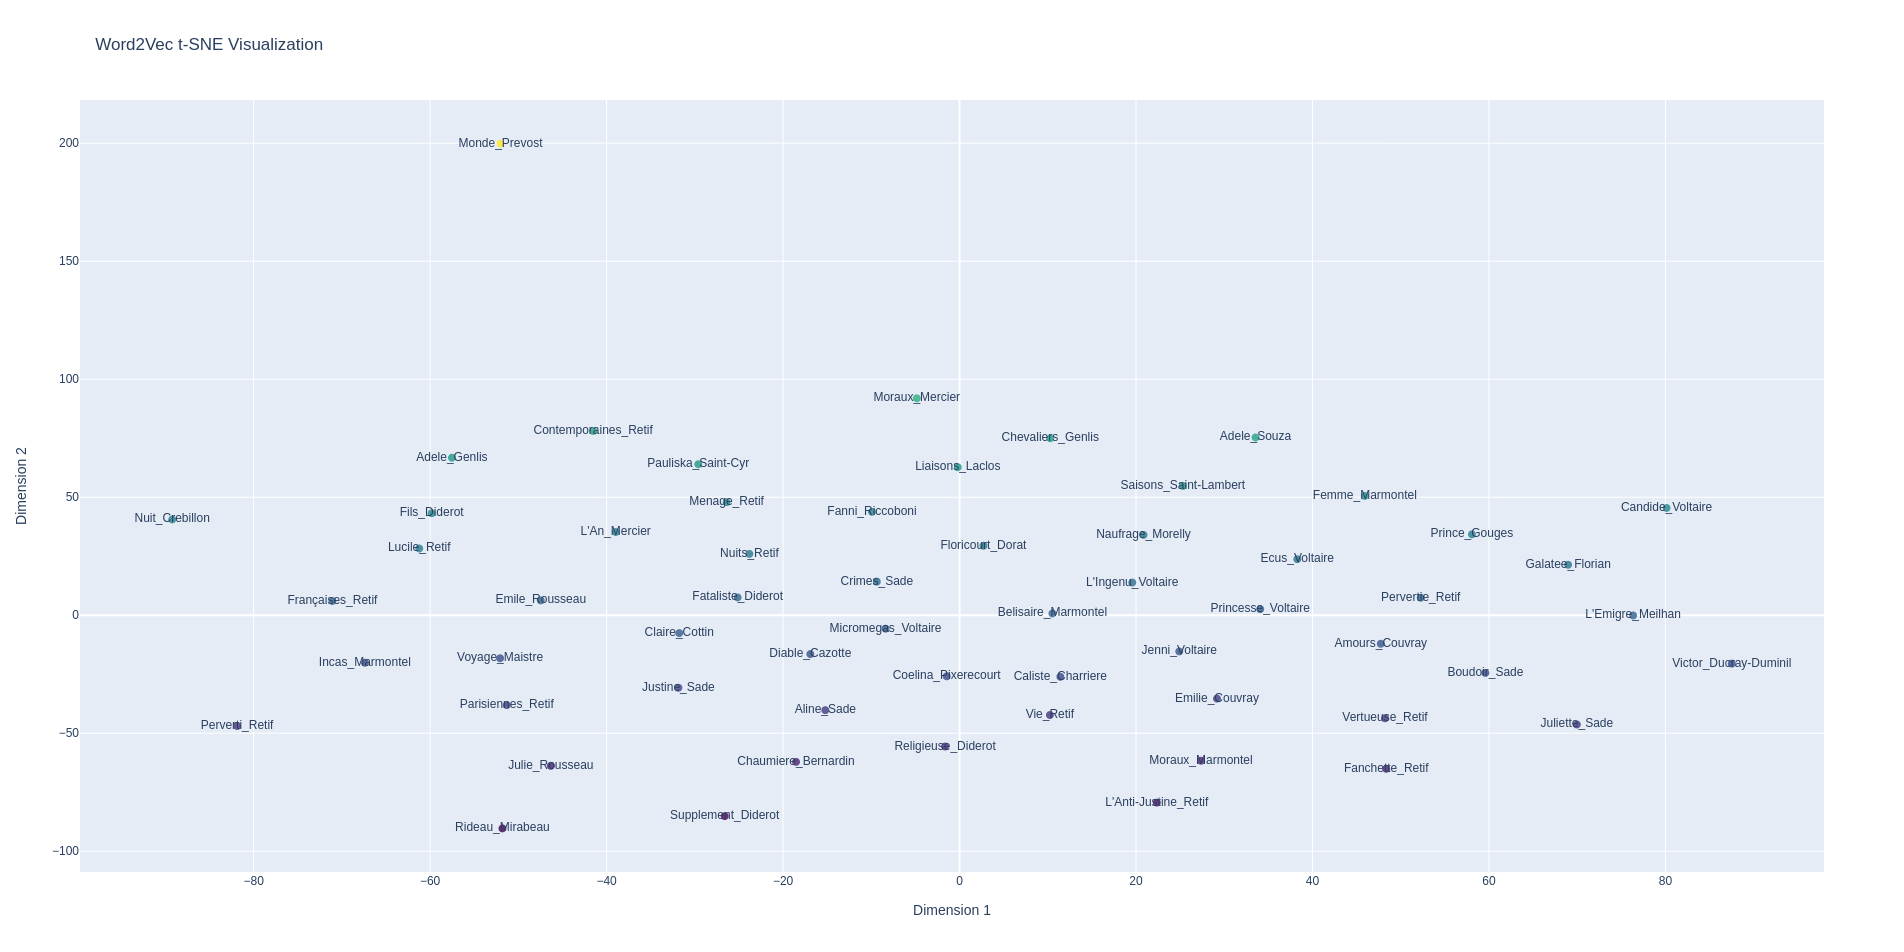 Word2Vec t-SNE Visualization
200
150
100
50
0
−50
−100
Dimension 2
Monde_Prevost
Moraux_Mercier
Contemporaines_Retif
Chevaliers_Genlis
Adele_Souza
Adele_Genlis
Pauliska_Saint-Cyr
Liaisons_Laclos
Saisons_Saint-Lambert
Femme_Marmontel
Menage_Retif
Candide_Voltaire
Fils_Diderot
Fanni_Riccoboni
Nuit_Crebillon
L'An_Mercier
Naufrage_Morelly
Prince_Gouges
Lucile_Retif
Floricourt_Dorat
Nuits_Retif
Ecus_Voltaire
Galatee_Florian
Crimes_Sade
L'Ingenu_Voltaire
Françaises_Retif
Emile_Rousseau
Fataliste_Diderot
Pervertie_Retif
Princesse_Voltaire
Belisaire_Marmontel
L'Emigre_Meilhan
Claire_Cottin
Micromegas_Voltaire
Amours_Couvray
Jenni_Voltaire
Diable_Cazotte
Voyage_Maistre
Incas_Marmontel
Victor_Ducray-Duminil
Boudoir_Sade
Coelina_Pixerecourt
Caliste_Charriere
Justine_Sade
Emilie_Couvray
Parisiennes_Retif
Aline_Sade
Vie_Retif
Vertueuse_Retif
Juliette_Sade
Perverti_Retif
Religieuse_Diderot
Moraux_Marmontel
Chaumiere_Bernardin
Julie_Rousseau
Fanchette_Retif
L'Anti-Justine_Retif
Supplement_Diderot
Rideau_Mirabeau
−80 −60 −40 −20 0 20 40 60 80
Dimension 1